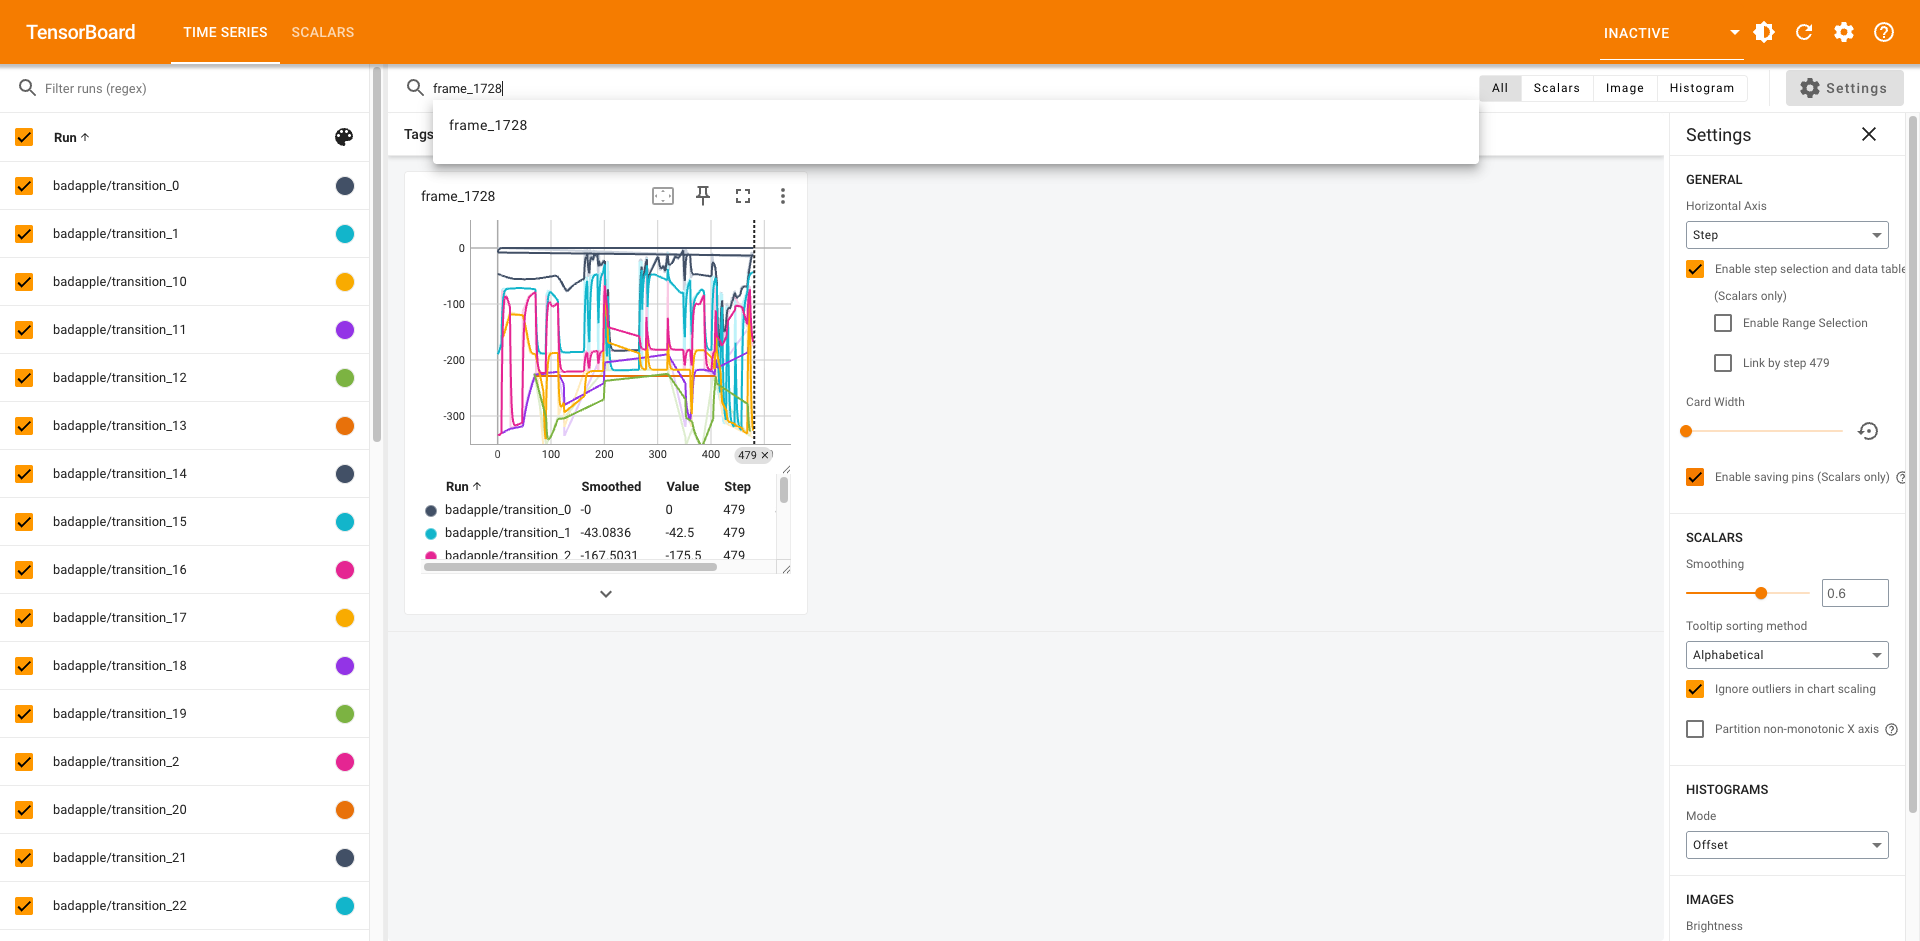 TensorBoard
TIME SERIES
SCALARS
INACTIVE
Filter runs (regex)
Run
badapple/transition_0
badapple/transition_1
badapple/transition_10
badapple/transition_11
badapple/transition_12
badapple/transition_13
badapple/transition_14
badapple/transition_15
badapple/transition_16
badapple/transition_17
badapple/transition_18
badapple/transition_19
badapple/transition_2
badapple/transition_20
badapple/transition_21
badapple/transition_22
frame_1728
All
Scalars
Image
Histogram
Settings
frame_1728
Tags
frame_1728
0
-100
-200
-300
0
100
200
300
400
479
Run Smoothed Value Step
badapple/transition_0 -0 0 479
badapple/transition_1 -43.0836 -42.5 479
badapple/transition_2 -167.5031 -175.5 479
Settings
GENERAL
Horizontal Axis
Step
Enable step selection and data table
(Scalars only)
Enable Range Selection
Link by step 479
Card Width
Enable saving pins (Scalars only)
SCALARS
Smoothing
0.6
Tooltip sorting method
Alphabetical
Ignore outliers in chart scaling
Partition non-monotonic X axis
HISTOGRAMS
Mode
Offset
IMAGES
Brightness